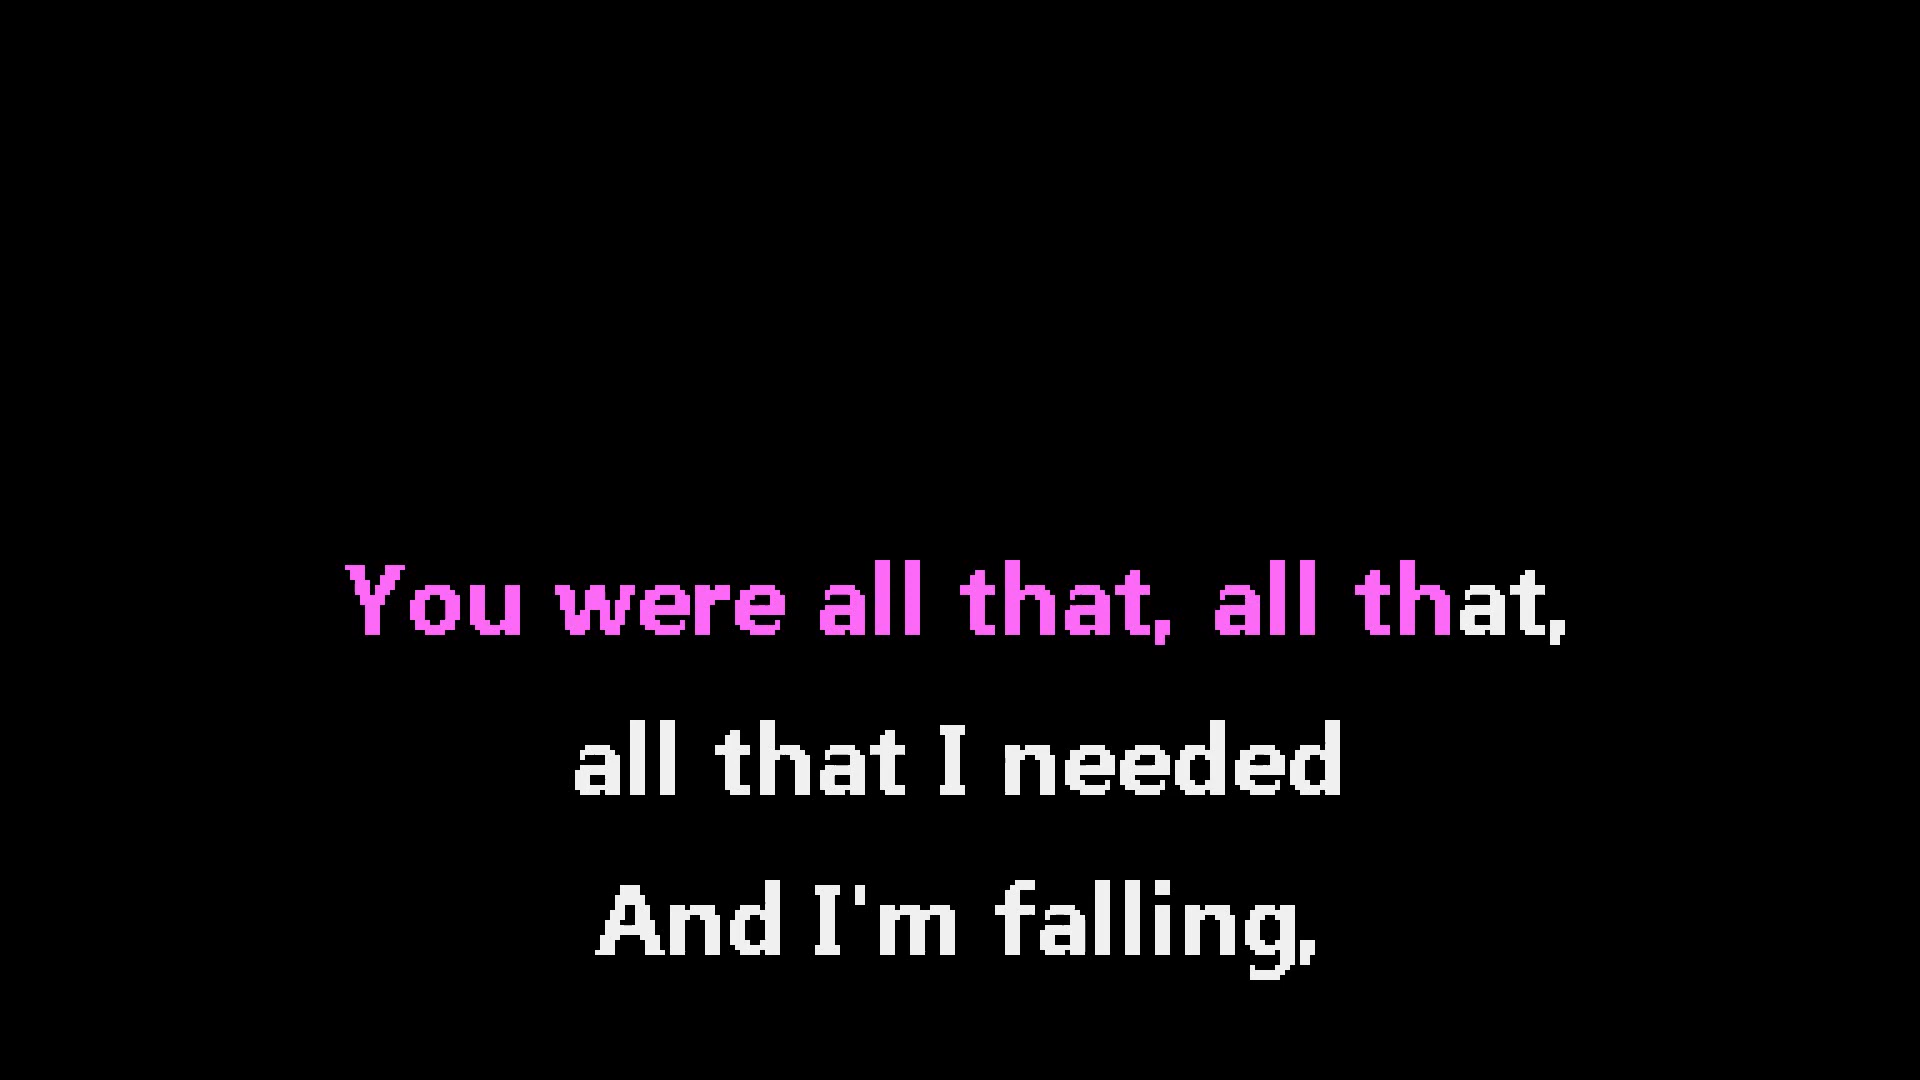 You were all that, all that,
all that I needed
And I'm falling,